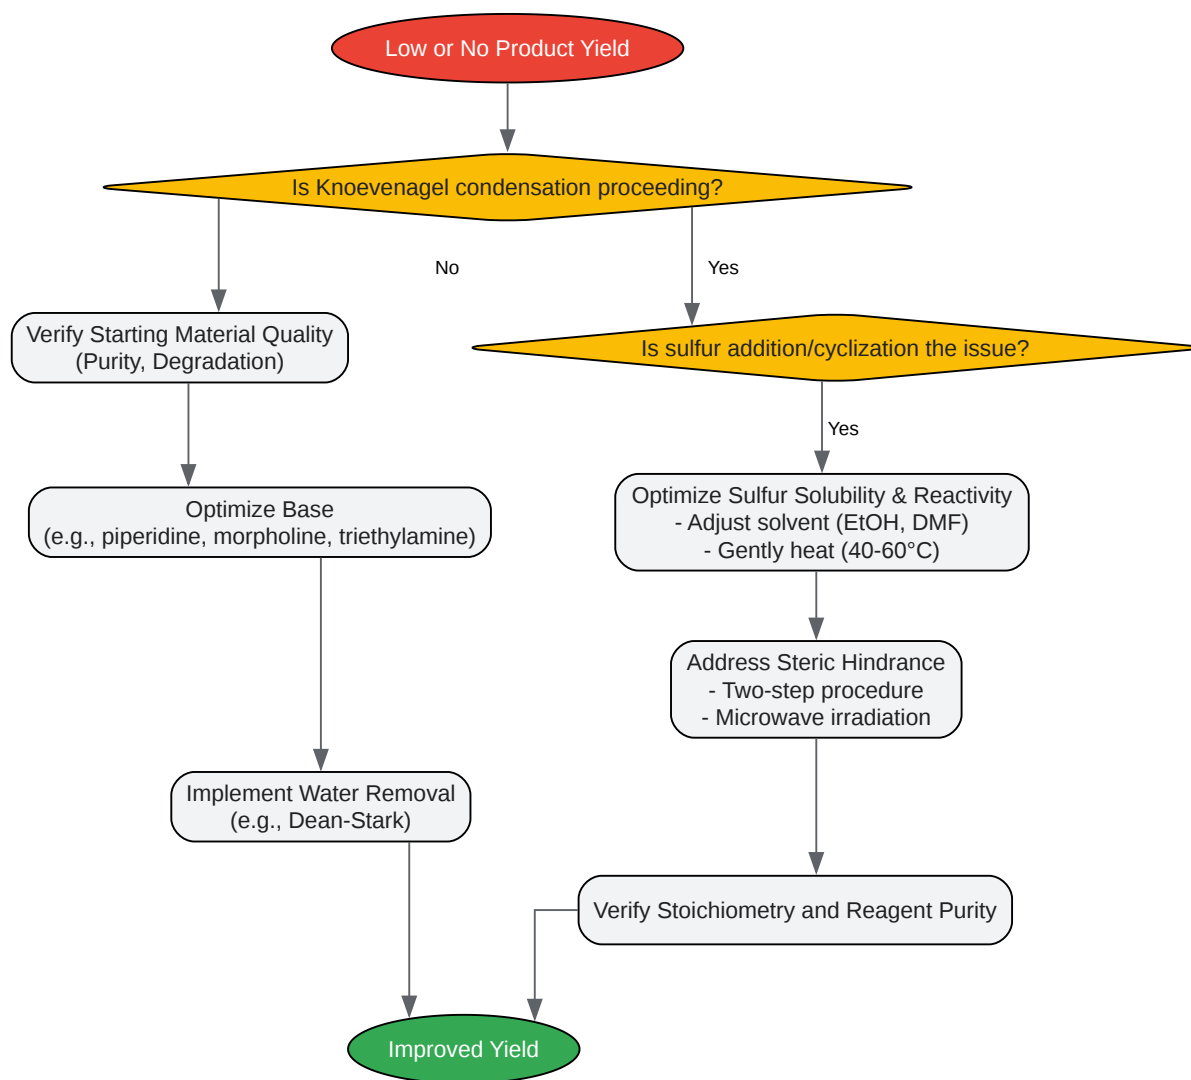 Low or No Product Yield
Is Knoevenagel condensation proceeding?
No
Yes
Verify Starting Material Quality
(Purity, Degradation)
Is sulfur addition/cyclization the issue?
Yes
Optimize Base
(e.g., piperidine, morpholine, triethylamine)
Optimize Sulfur Solubility & Reactivity
- Adjust solvent (EtOH, DMF)
- Gently heat (40-60°C)
Address Steric Hindrance
- Two-step procedure
- Microwave irradiation
Implement Water Removal
(e.g., Dean-Stark)
Verify Stoichiometry and Reagent Purity
Improved Yield